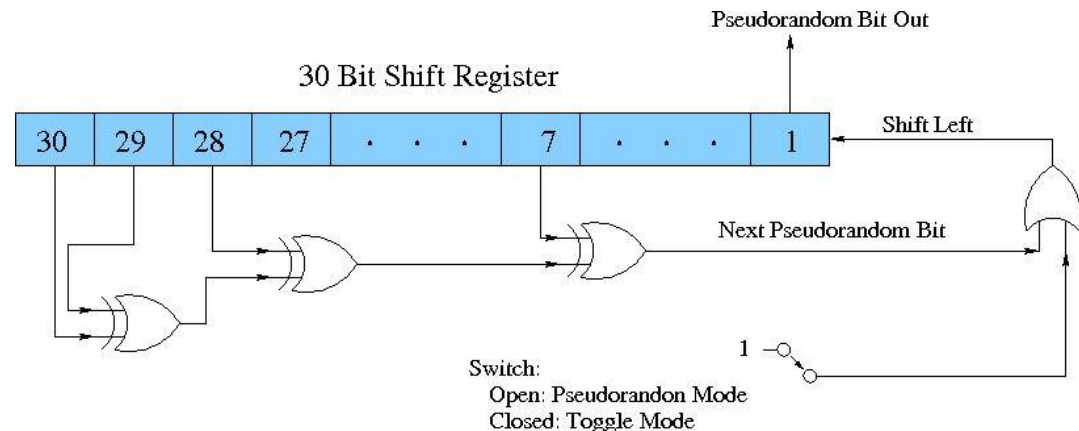 Pseudorandom Bit Out
30 Bit Shift Register
30 29 28 27 . . . 7 . . . 1
Shift Left
Next Pseudorandom Bit
1
Switch:
Open: Pseudorandon Mode
Closed: Toggle Mode